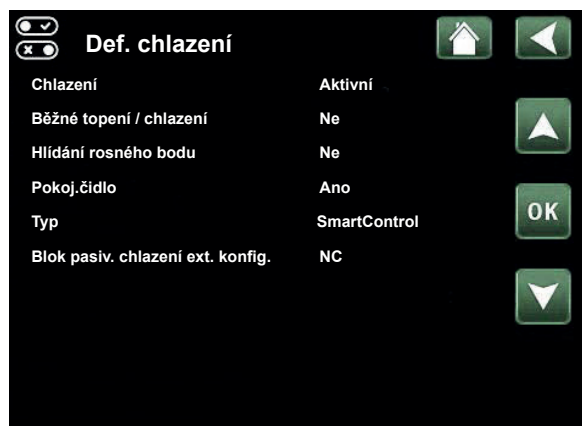 Def. chlazení
Chlazení Aktivní
Běžné topení / chlazení Ne
Hlídání rosného bodu Ne
Pokoj.čidlo Ano
Typ SmartControl
Blok pasiv. chlazení ext. konfig. NC
OK